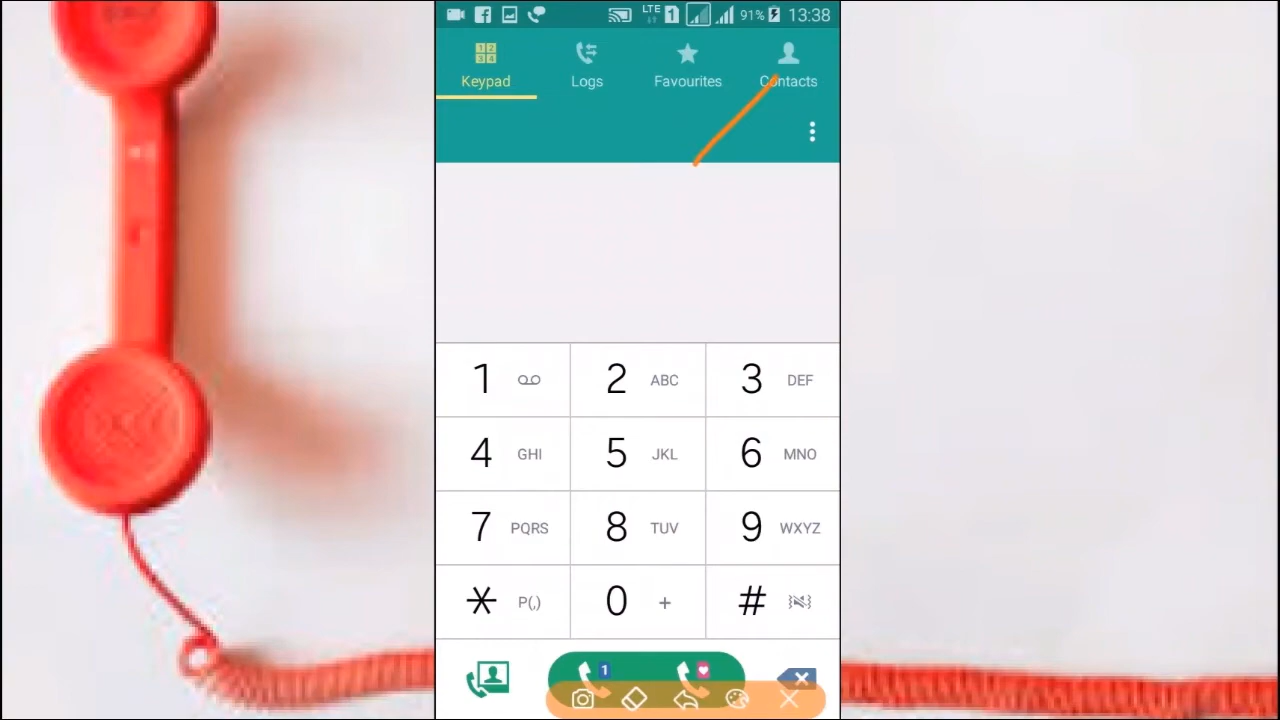 LTE 1 91% 13:38
Keypad Logs Favourites Contacts
1 2 ABC 3 DEF
4 GHI 5 JKL 6 MNO
7 PQRS 8 TUV 9 WXYZ
* P(,) 0 + #
1